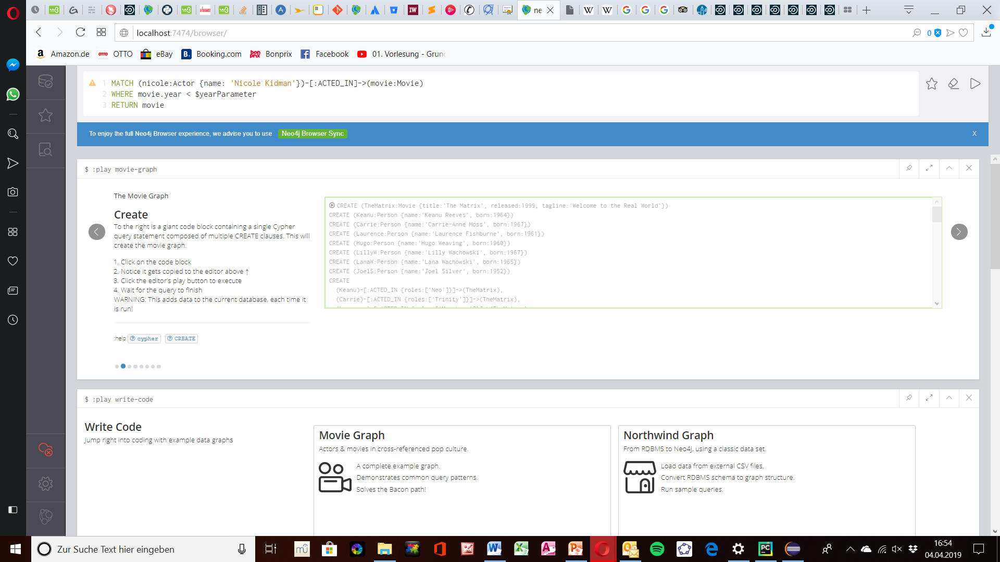 ne
localhost:7474/browser/
0
Amazon.de
OTTO
eBay
Booking.com
Bonprix
Facebook
01. Vorlesung - Grun
1 MATCH (nicole:Actor {name: 'Nicole Kidman'})-[:ACTED_IN]->(movie:Movie)
2 WHERE movie.year < $yearParameter
3 RETURN movie
To enjoy the full Neo4j Browser experience, we advise you to use Neo4j Browser Sync
x
$ :play movie-graph
The Movie Graph
Create
To the right is a giant code block containing a single Cypher
query statement composed of multiple CREATE clauses. This will
create the movie graph.
1. Click on the code block
2. Notice it gets copied to the editor above ↑
3. Click the editor's play button to execute
4. Wait for the query to finish
WARNING: This adds data to the current database, each time it
is run!
:help cypher CREATE
CREATE (TheMatrix:Movie {title:'The Matrix', released:1999, tagline:'Welcome to the Real World'})
CREATE (Keanu:Person {name:'Keanu Reeves', born:1964})
CREATE (Carrie:Person {name:'Carrie-Anne Moss', born:1967})
CREATE (Laurence:Person {name:'Laurence Fishburne', born:1961})
CREATE (Hugo:Person {name:'Hugo Weaving', born:1960})
CREATE (LillyW:Person {name:'Lilly Wachowski', born:1967})
CREATE (LanaW:Person {name:'Lana Wachowski', born:1965})
CREATE (JoelS:Person {name:'Joel Silver', born:1952})
CREATE
(Keanu)-[:ACTED_IN {roles:['Neo']}]->(TheMatrix),
(Carrie)-[:ACTED_IN {roles:['Trinity']}]->(TheMatrix),
$ :play write-code
Write Code
Jump right into coding with example data graphs
Movie Graph
Actors & movies in cross-referenced pop culture.
A complete example graph.
Demonstrates common query patterns.
Solves the Bacon path!
Northwind Graph
From RDBMS to Neo4j, using a classic data set.
Load data from external CSV files.
Convert RDBMS schema to graph structure.
Run sample queries.
Zur Suche Text hier eingeben
16:54
04.04.2019